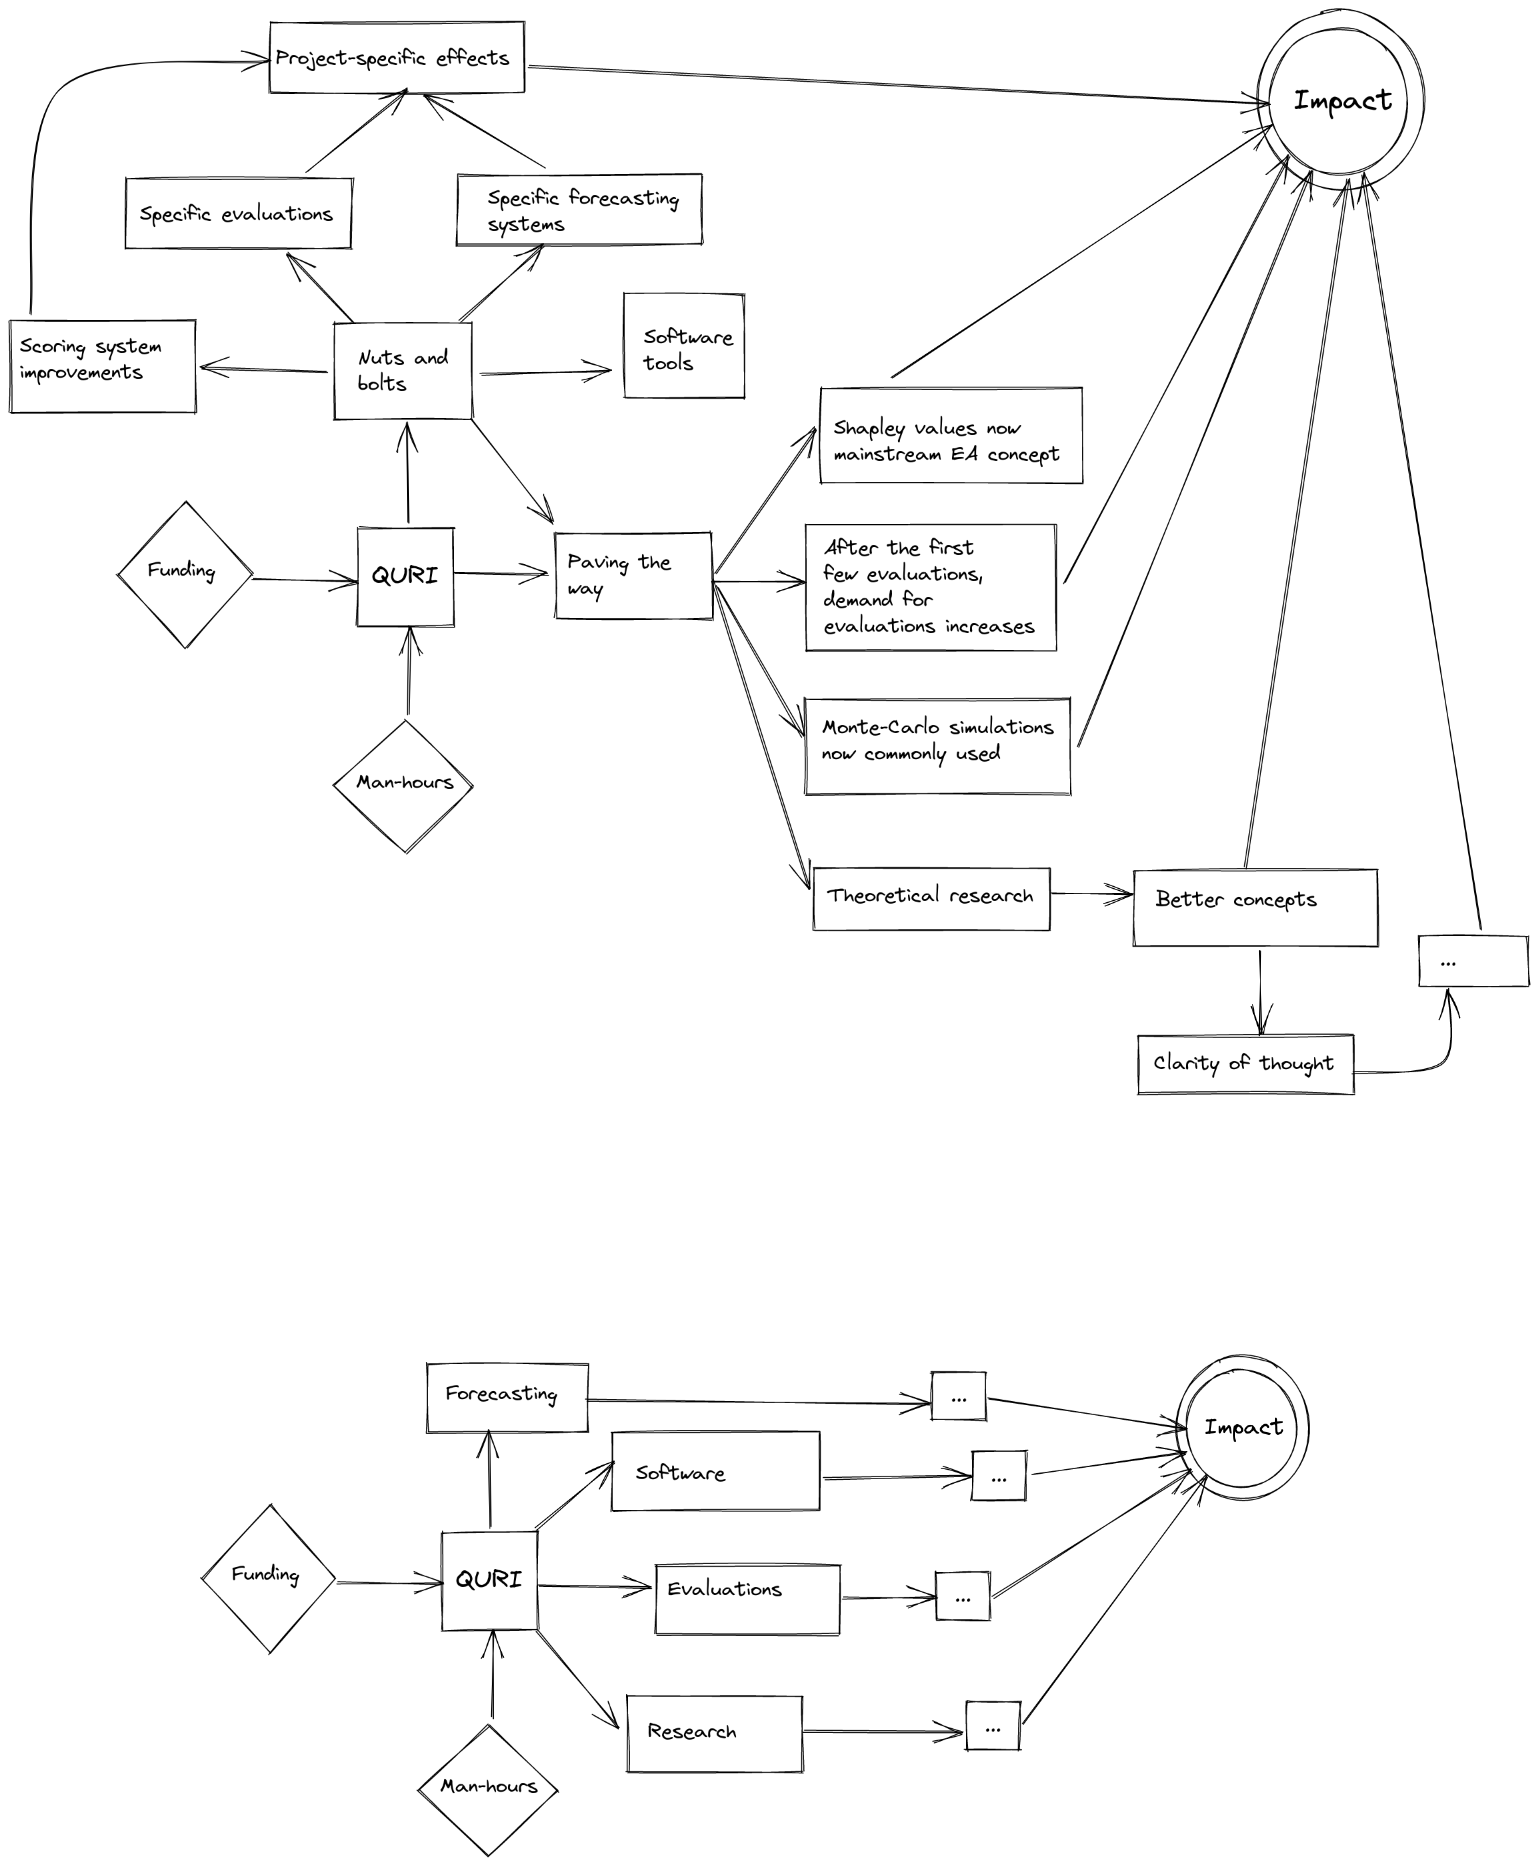 Project-specific effects
Impact
Specific evaluations
Specific forecasting
systems
Scoring system
improvements
Nuts and
bolts
Software
tools
Shapley values now
mainstream EA concept
Funding
QURI
Paving the
way
After the first
few evaluations,
demand for
evaluations increases
Man-hours
Monte-Carlo simulations
now commonly used
Theoretical research
Better concepts
...
Clarity of thought
Forecasting
...
Impact
Software
...
Funding
QURI
Evaluations
...
Research
...
Man-hours